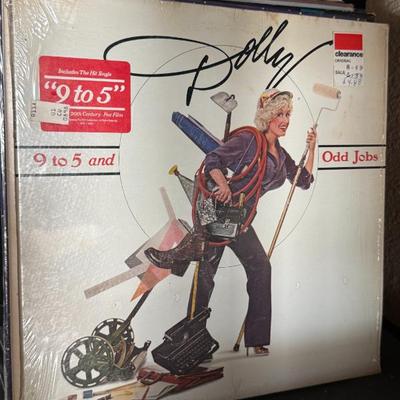 Dolly
clearance
ORIGINAL
SALE
Includes The Hit Single
"9 to 5"
20th Century-Fox Film
9 to 5 and
Odd Jobs